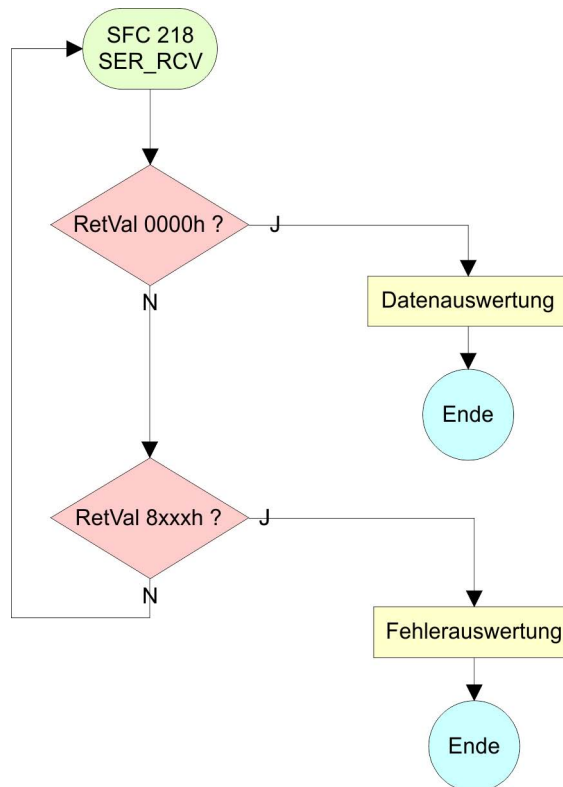 SFC 218
SER_RCV
RetVal 0000h ?
J
N
Datenauswertung
Ende
RetVal 8xxxh ?
J
N
Fehlerauswertung
Ende